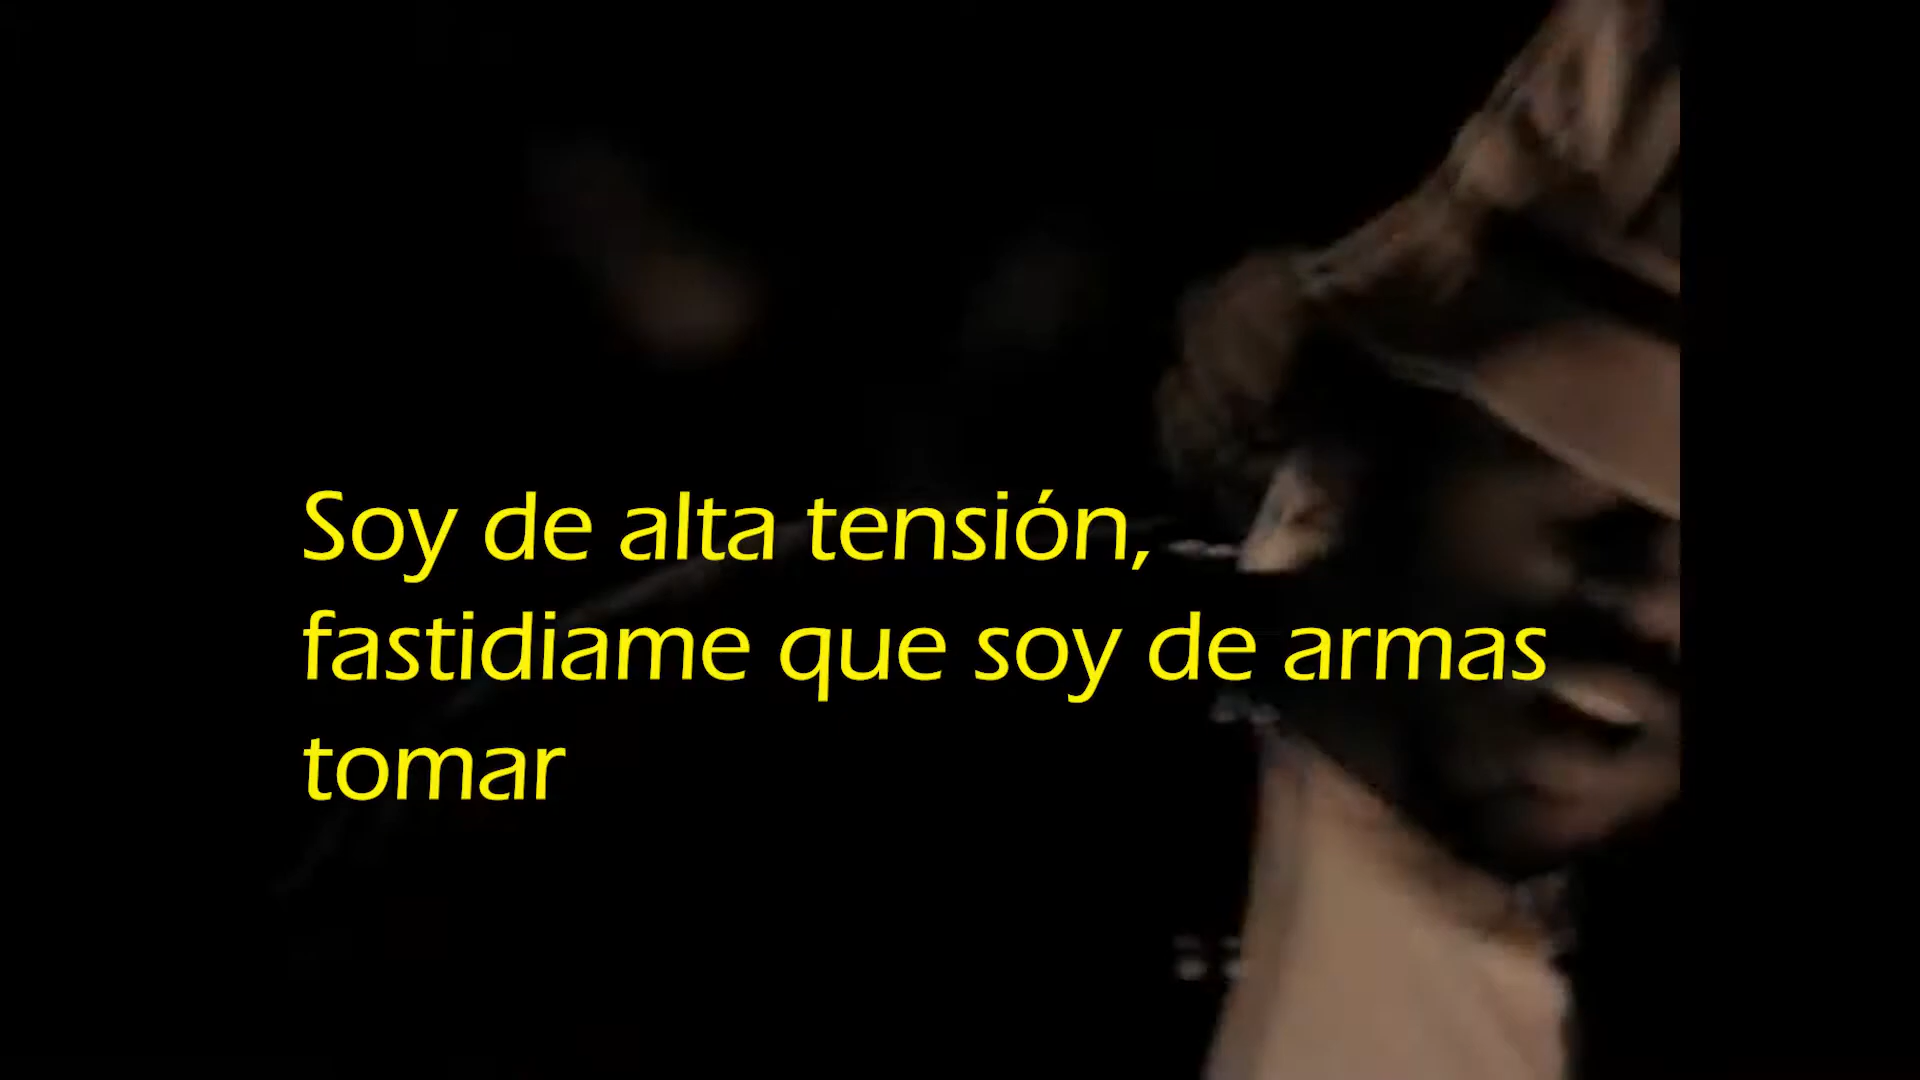 Soy de alta tensión,
fastidiame que soy de armas
tomar